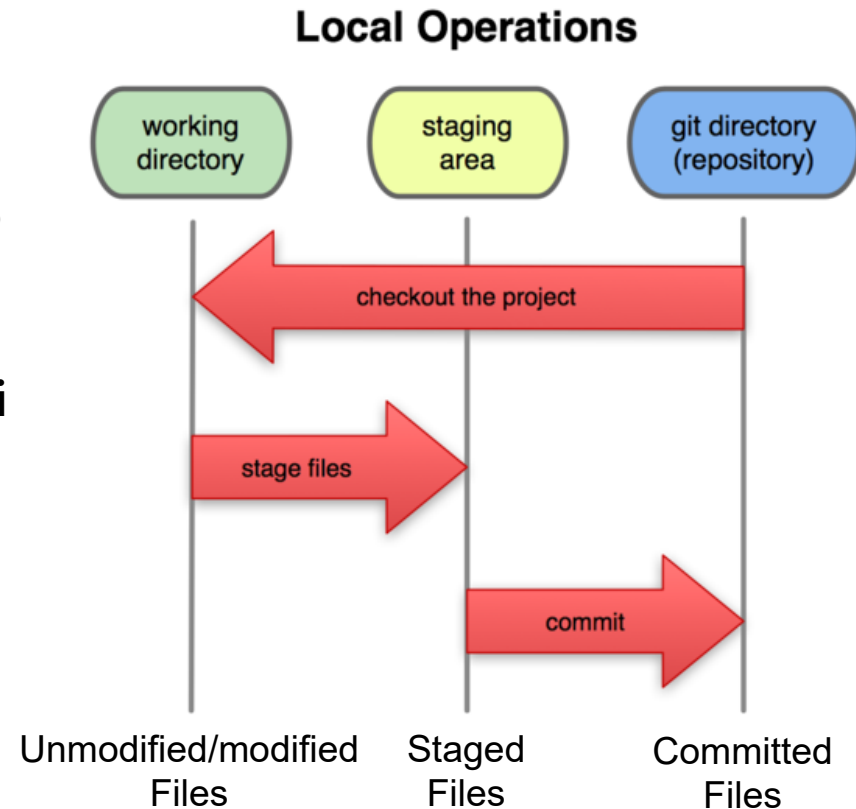 Local Operations
working
directory
staging
area
git directory
(repository)
checkout the project
i
stage files
commit
Unmodified/modified
Files
Staged
Files
Committed
Files